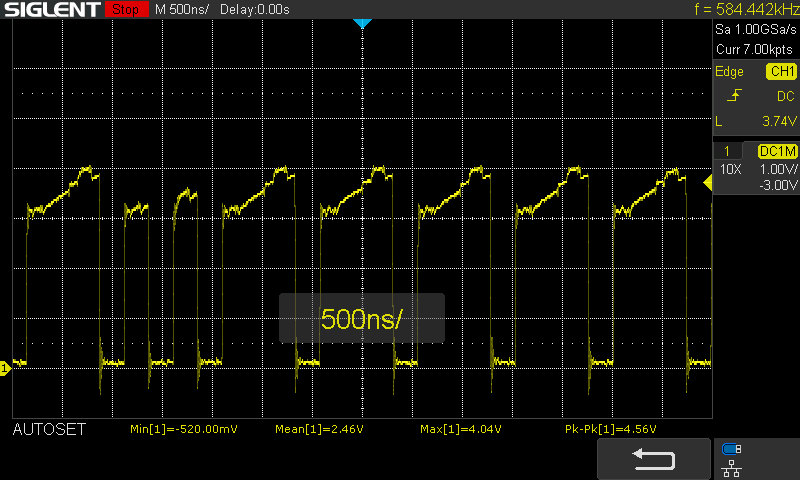 SIGLENT Stop M 500ns/ Delay:0.00s f = 584.442kHz
Sa 1.00GSa/s
Curr 7.00kpts
Edge CH1
DC
L 3.74V
1 DC1M
10X 1.00V/
-3.00V
500ns/
1
AUTOSET Min[1]=-520.00mV Mean[1]=2.46V Max[1]=4.04V Pk-Pk[1]=4.56V